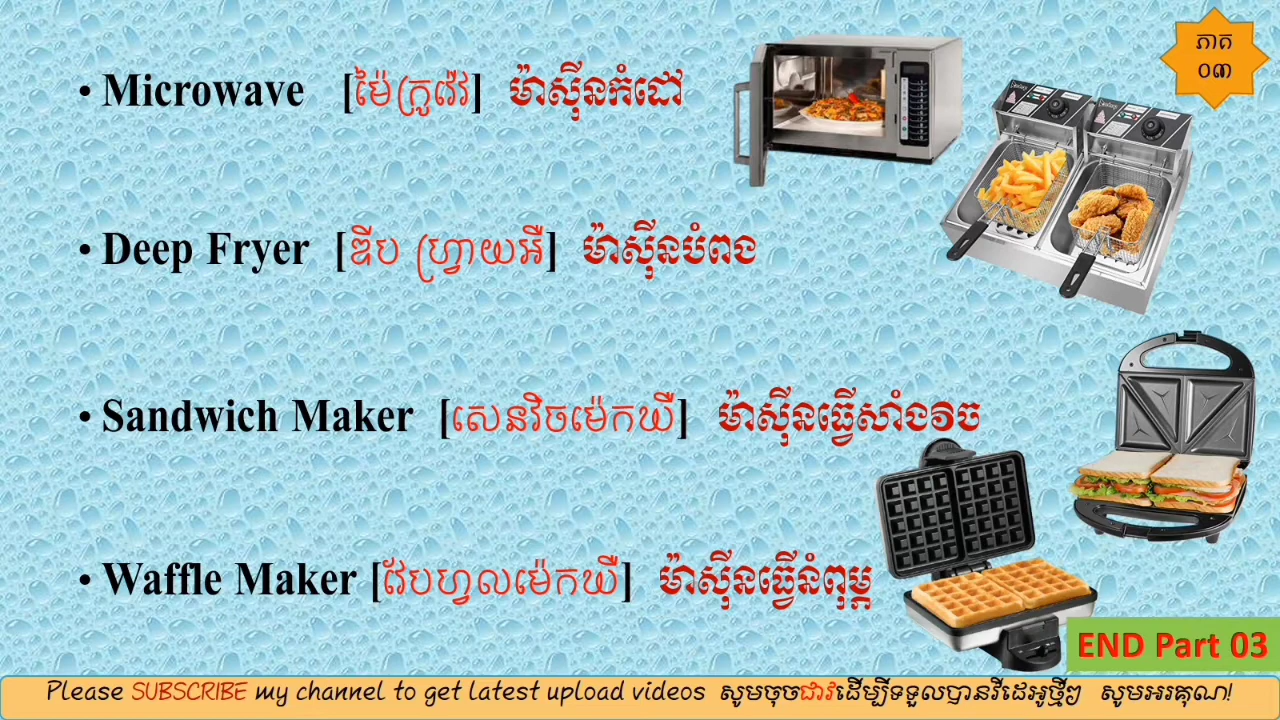 ភាគ
០៣
• Microwave [ម៉ៃក្រូវ៉េវ] ម៉ាស៊ីនកំដៅ
• Deep Fryer [ឌីប ហ្វ្រាយអឺ] ម៉ាស៊ីនបំពង
• Sandwich Maker [សេនវិចម៉េកឃឺ] ម៉ាស៊ីនធ្វើសាំងវិច
• Waffle Maker [វ៉ែបហ្វលម៉េកឃឺ] ម៉ាស៊ីនធ្វើនំពុម្ព
END Part 03
Please SUBSCRIBE my channel to get latest upload videos សូមចុចជាវដើម្បីទទួលបានវីដេអូថ្មីៗ សូមអរគុណ!